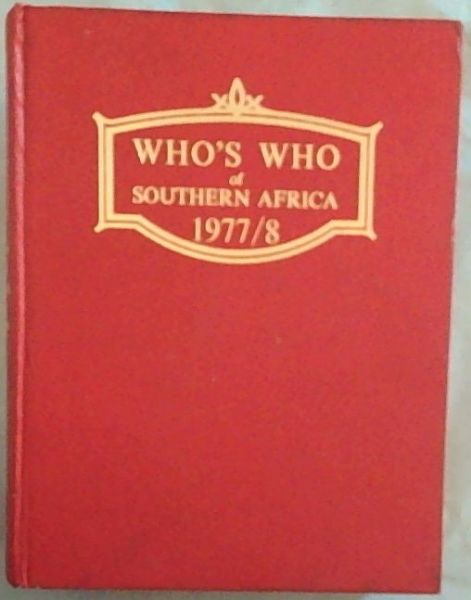 WHO'S WHO
of
SOUTHERN AFRICA
1977/8